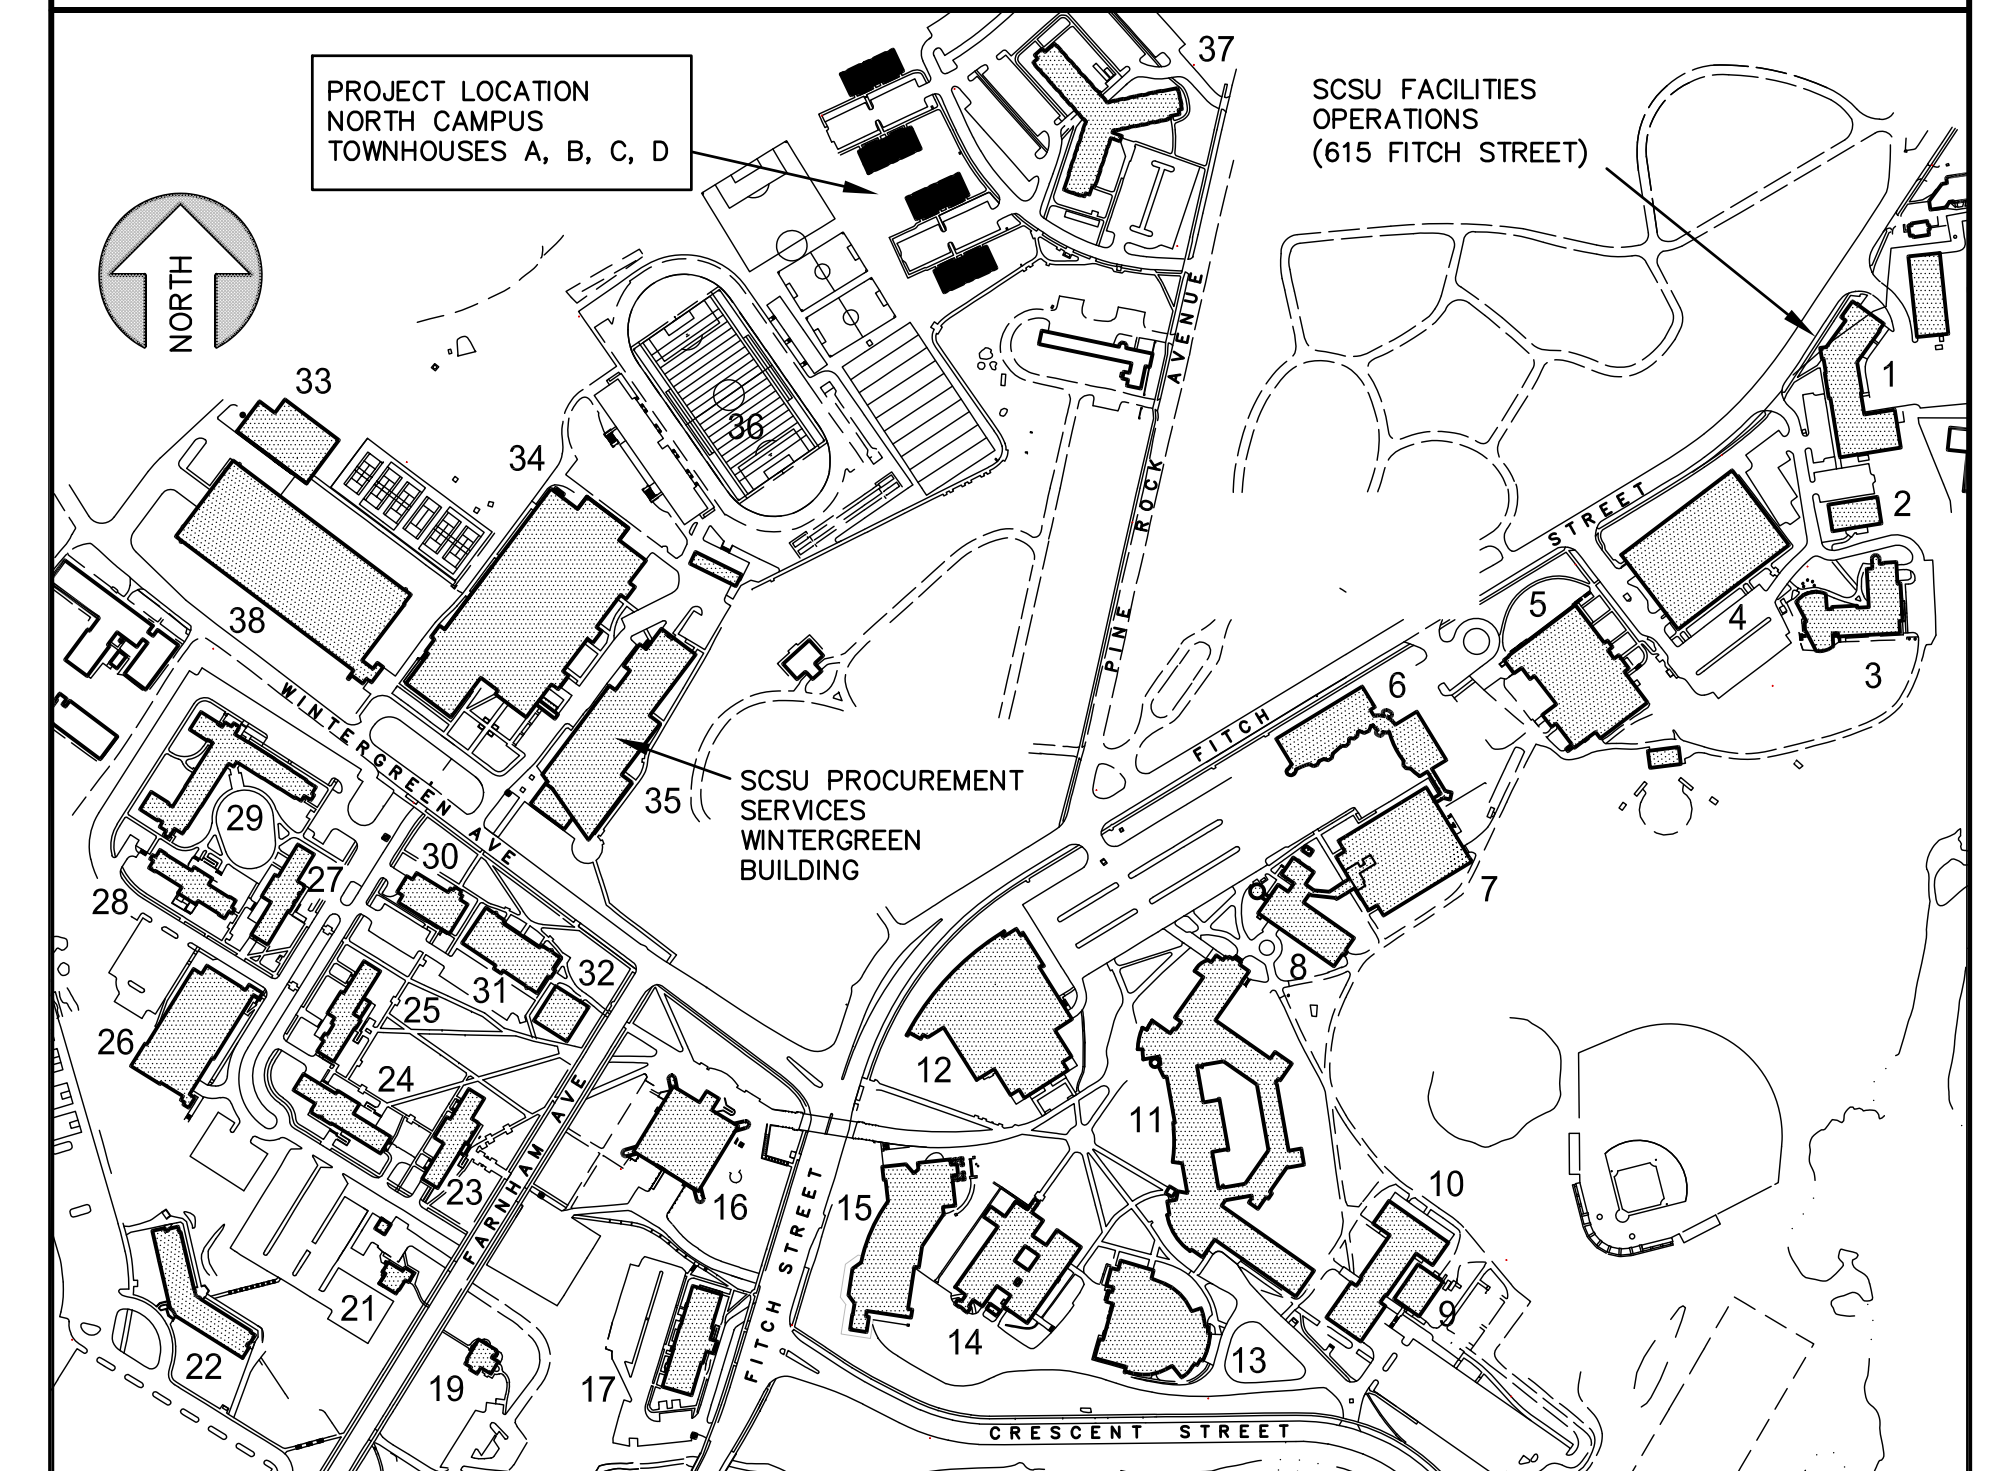 PROJECT LOCATION
NORTH CAMPUS
TOWNHOUSES A, B, C, D
37
SCSU FACILITIES
OPERATIONS
(615 FITCH STREET)
NORTH
33
34
36
PINE ROCK AVENUE
1
2
STREET
38
5
4
3
6
FITCH
WINTERGREEN AVE
35
SCSU PROCUREMENT
SERVICES
WINTERGREEN
BUILDING
29
30
27
28
7
8
31
32
25
26
24
12
11
23
16
15
10
FARNHAM AVE
FITCH STREET
21
22
19
17
14
13
9
CRESCENT STREET